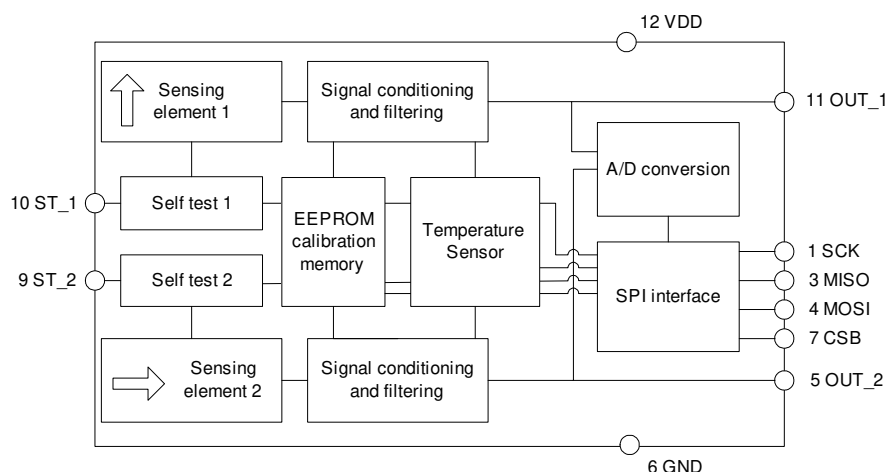 12 VDD
Sensing
element 1
Signal conditioning
and filtering
11 OUT_1
A/D conversion
10 ST_1
Self test 1
EEPROM
calibration
memory
Temperature
Sensor
9 ST_2
Self test 2
SPI interface
1 SCK
3 MISO
4 MOSI
7 CSB
Sensing
element 2
Signal conditioning
and filtering
5 OUT_2
6 GND